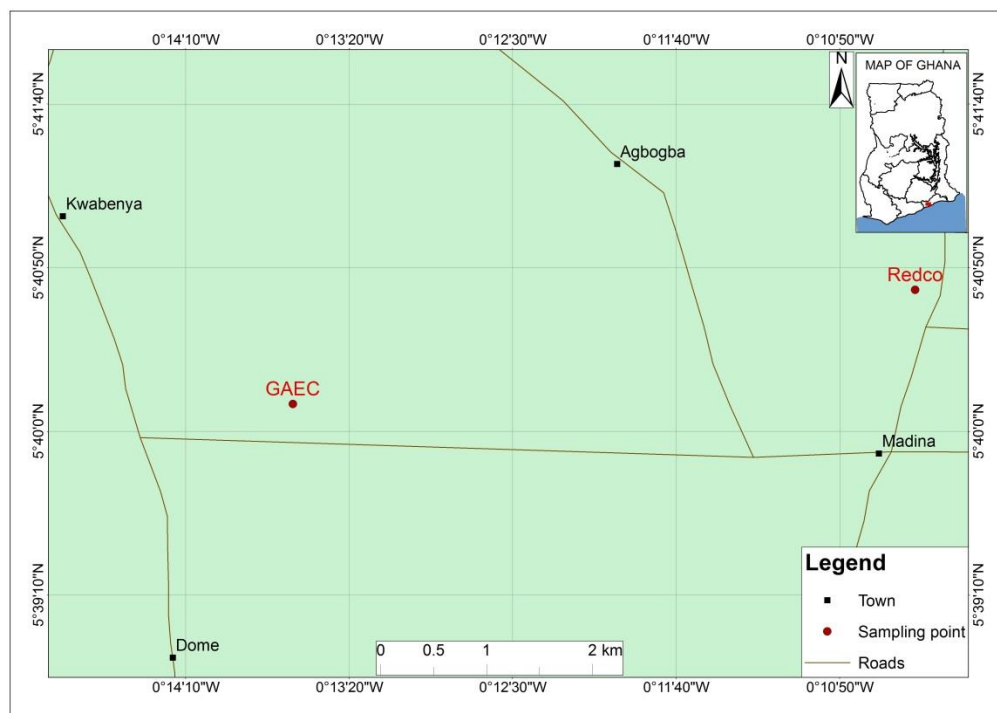 0°14'10"W 0°13'20"W 0°12'30"W 0°11'40"W 0°10'50"W
N
MAP OF GHANA
5°41'40"N
5°41'40"N
Agbogba
Kwabenya
5°40'50"N
5°40'50"N
Redco
GAEC
5°40'0"N
5°40'0"N
Madina
Legend
Town
Sampling point
Roads
5°39'10"N
5°39'10"N
Dome
0 0.5 1 2 km
0°14'10"W 0°13'20"W 0°12'30"W 0°11'40"W 0°10'50"W